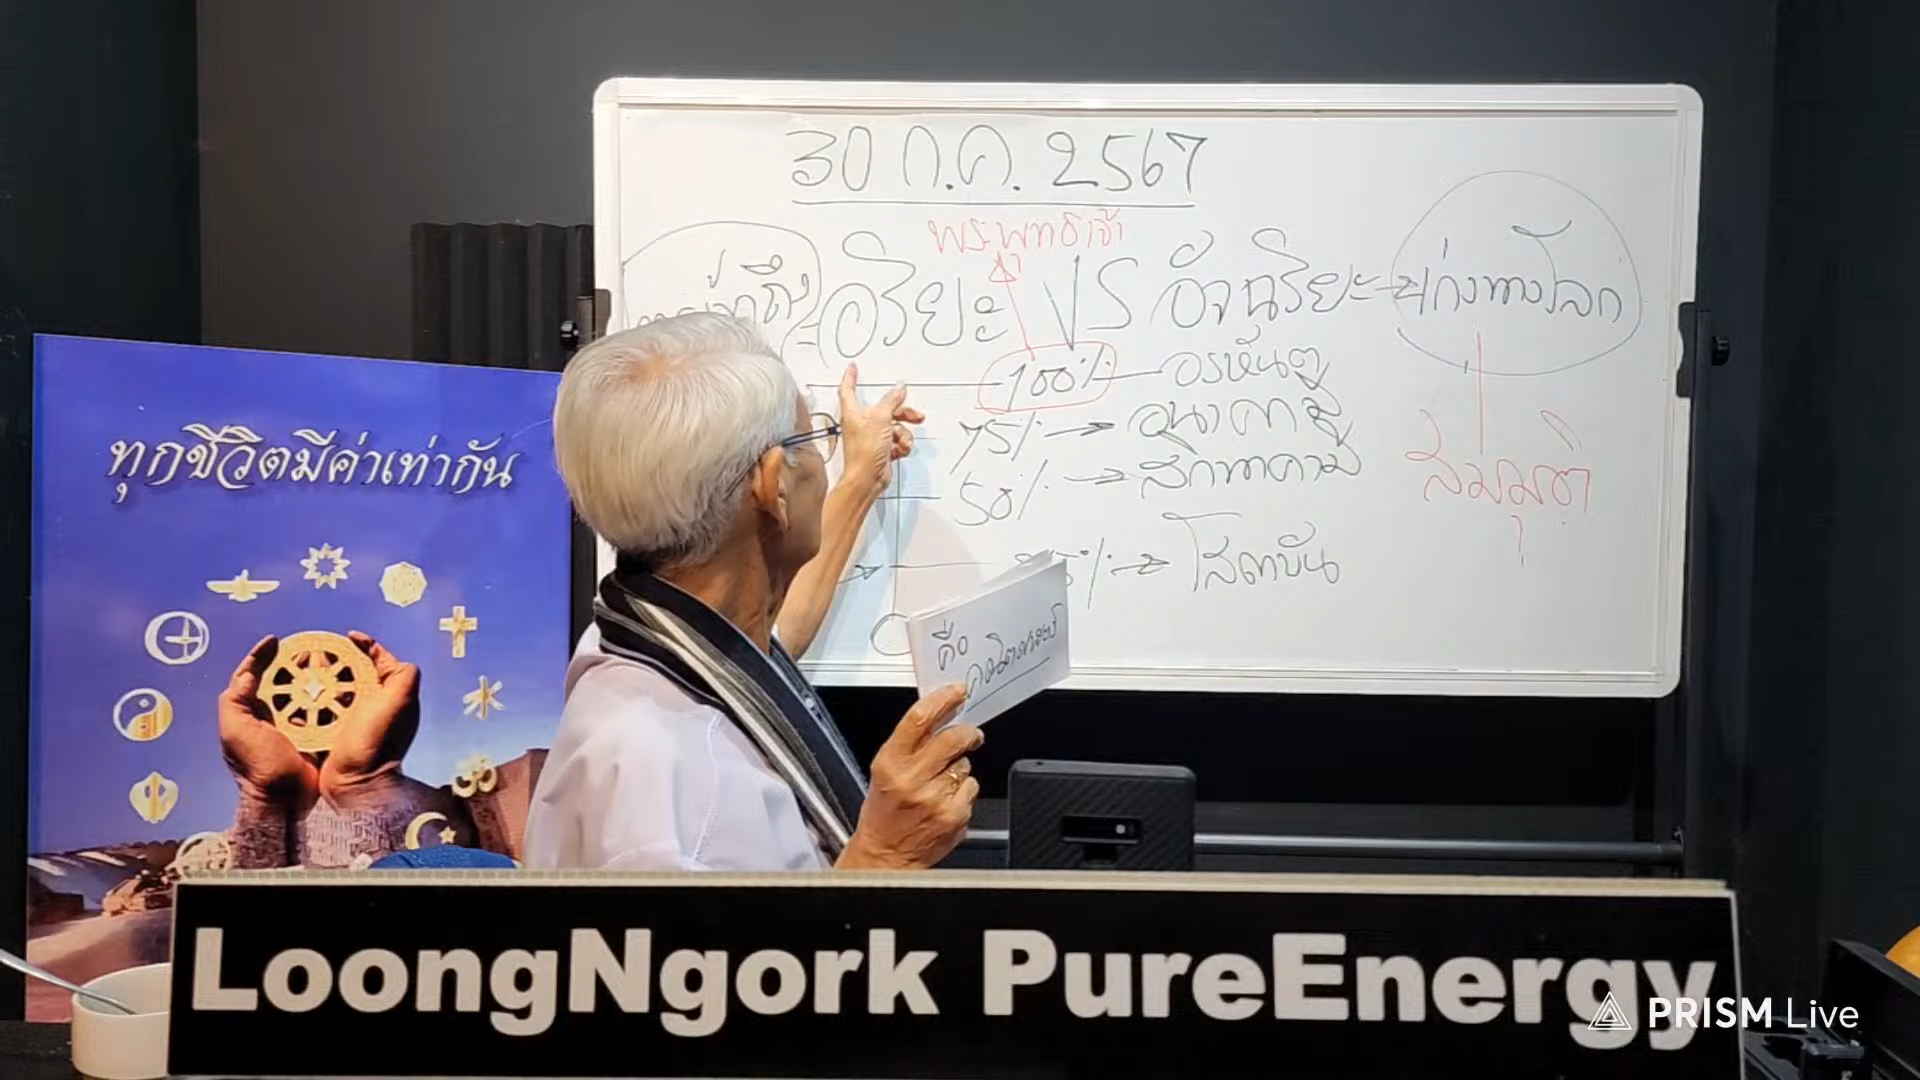 30 ก.ค. 2567
พระพุทธเจ้า
อริยะ VS อัจฉริยะ เก่งทางโลก
100% อรหันต
75% → อนาคามี
50% → สกิทาคามี
สมมุติ
5% → โสดาบัน
คือ
ทุกชีวิตมีค่าเท่ากัน
LoongNgork PureEnergy
PRISM Live